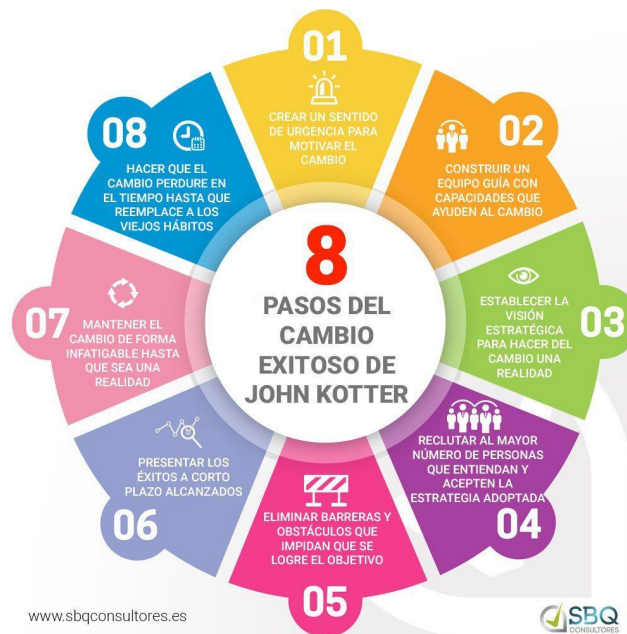 01
CREAR UN SENTIDO
DE URGENCIA PARA
MOTIVAR EL
CAMBIO
02
CONSTRUIR UN
EQUIPO GUÍA CON
CAPACIDADES QUE
AYUDEN AL CAMBIO
03
ESTABLECER LA
VISIÓN
ESTRATÉGICA
PARA HACER DEL
CAMBIO UNA
REALIDAD
04
RECLUTAR AL MAYOR
NÚMERO DE PERSONAS
QUE ENTIENDAN Y
ACEPTEN LA
ESTRATEGIA ADOPTADA
05
ELIMINAR BARRERAS Y
OBSTÁCULOS QUE
IMPIDAN QUE SE
LOGRE EL OBJETIVO
06
PRESENTAR LOS
ÉXITOS A CORTO
PLAZO ALCANZADOS
07
MANTENER EL
CAMBIO DE FORMA
INFATIGABLE HASTA
QUE SEA UNA
REALIDAD
08
HACER QUE EL
CAMBIO PERDURE EN
EL TIEMPO HASTA QUE
REEMPLACE A LOS
VIEJOS HÁBITOS
8
PASOS DEL
CAMBIO
EXITOSO DE
JOHN KOTTER
www.sbqconsultores.es
SBQ
CONSULTORES